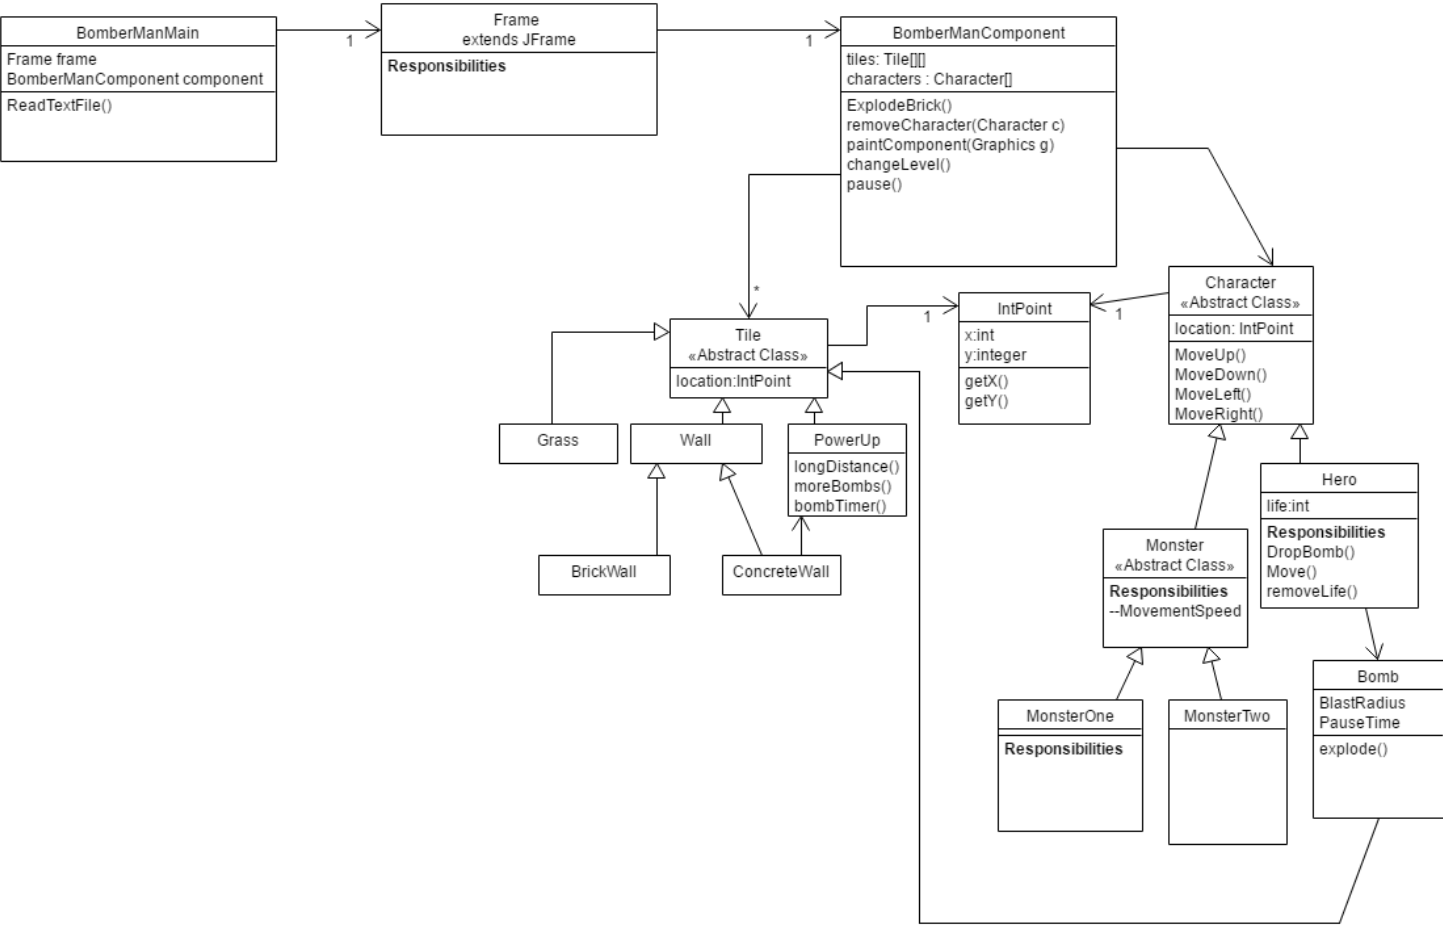 BomberManMain
Frame frame
BomberManComponent component
ReadTextFile()
1
Frame
extends JFrame
Responsibilities
1
BomberManComponent
tiles: Tile[][]
characters : Character[]
ExplodeBrick()
removeCharacter(Character c)
paintComponent(Graphics g)
changeLevel()
pause()
*
Tile
«Abstract Class»
location:IntPoint
1
IntPoint
x:int
y:integer
getX()
getY()
1
Character
«Abstract Class»
location: IntPoint
MoveUp()
MoveDown()
MoveLeft()
MoveRight()
Grass
Wall
PowerUp
longDistance()
moreBombs()
bombTimer()
BrickWall
ConcreteWall
Monster
«Abstract Class»
Responsibilities
--MovementSpeed
Hero
life:int
Responsibilities
DropBomb()
Move()
removeLife()
MonsterOne
Responsibilities
MonsterTwo
Bomb
BlastRadius
PauseTime
explode()